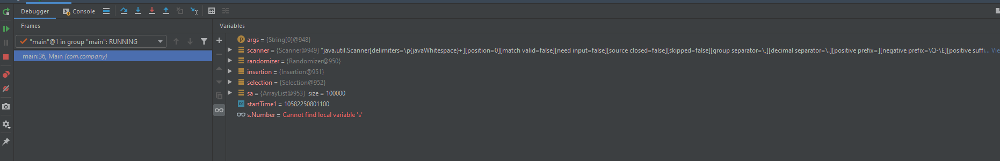 Debugger Console
Frames
Variables
"main"@1 in group "main": RUNNING
main:36, Main (com.company)
args = {String[0]@948}
scanner = {Scanner@949} "java.util.Scanner[delimiters=\p{javaWhitespace}+][position=0][match valid=false][need input=false][source closed=false][skipped=false][group separator=\,][decimal separator=\.][positive prefix=][negative prefix=\Q-\E][positive suffi... Vie
randomizer = {Randomizer@950}
insertion = {Insertion@951}
selection = {Selection@952}
sa = {ArrayList@953} size = 100000
startTime1 = 10582250801100
s.Number = Cannot find local variable 's'